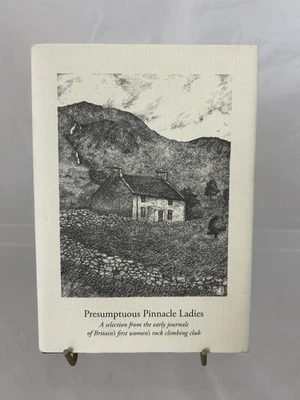 Presumptuous Pinnacle Ladies
A selection from the early journals
of Britain's first women's rock climbing club